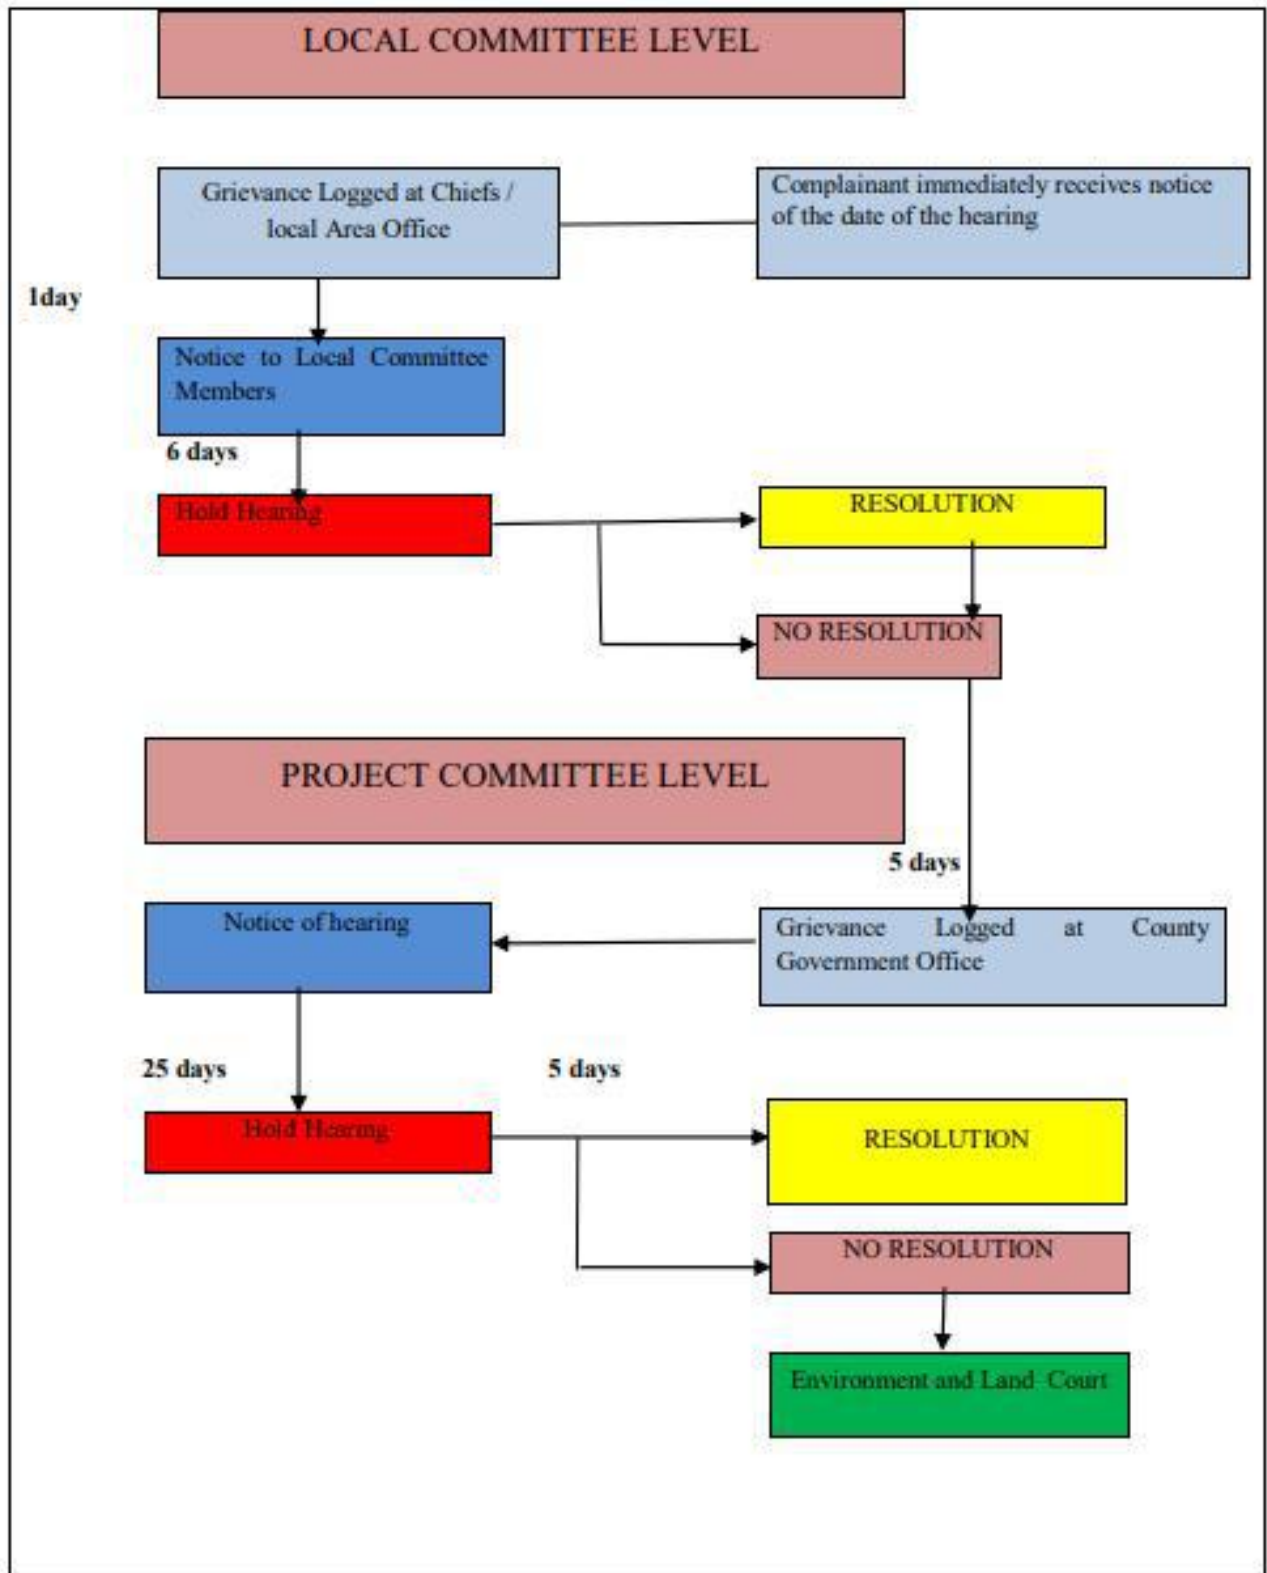 LOCAL COMMITTEE LEVEL
Grievance Logged at Chiefs /
local Area Office
Complainant immediately receives notice
of the date of the hearing
1day
Notice to Local Committee
Members
6 days
Hold Hearing
RESOLUTION
NO RESOLUTION
PROJECT COMMITTEE LEVEL
5 days
Notice of hearing
Grievance Logged at County
Government Office
25 days
5 days
Hold Hearing
RESOLUTION
NO RESOLUTION
Environment and Land Court